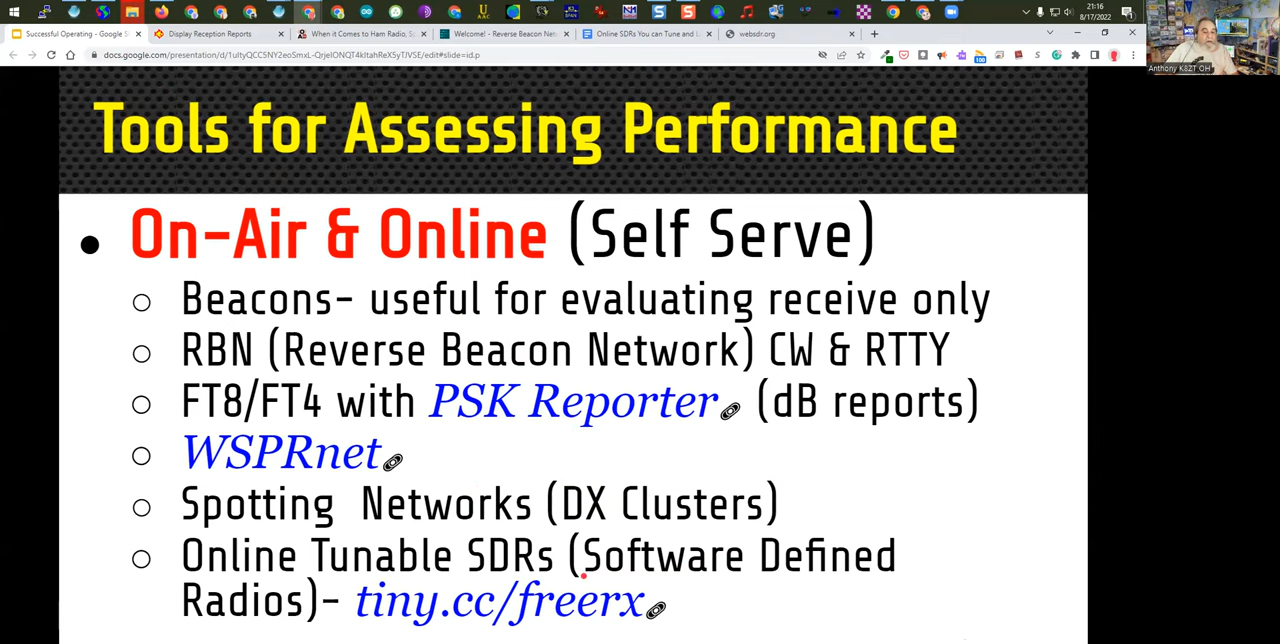 21:16
8/17/2022
Successful Operating - Google S
Display Reception Reports
When it Comes to Ham Radio, Sp
Welcome! - Reverse Beacon Net
Online SDRs You can Tune and L
websdr.org
Anthony K8ZT OH
Tools for Assessing Performance
On-Air & Online (Self Serve)
Beacons- useful for evaluating receive only
RBN (Reverse Beacon Network) CW & RTTY
FT8/FT4 with PSK Reporter (dB reports)
WSPRnet
Spotting Networks (DX Clusters)
Online Tunable SDRs (Software Defined
Radios)- tiny.cc/freerx